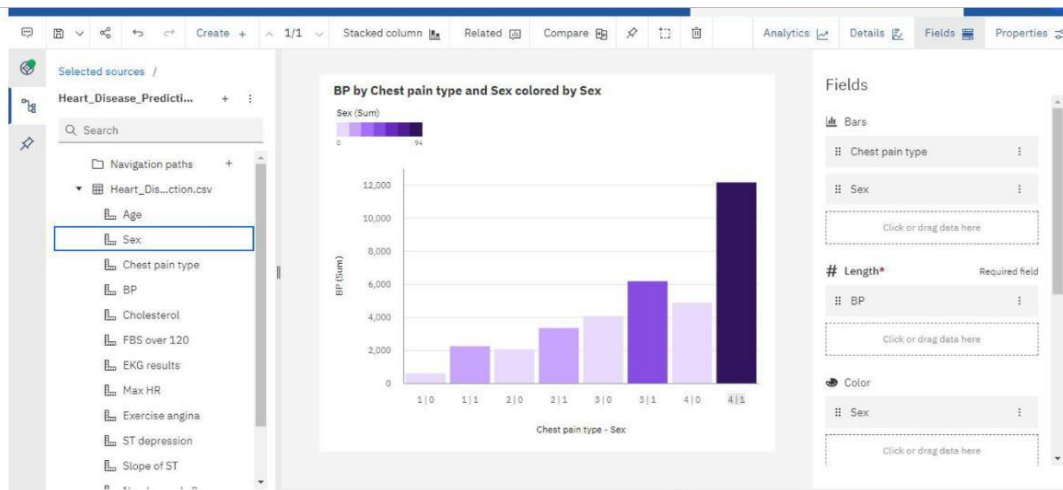 1/1
Create +
Stacked column
Related
Compare
Analytics
Details
Fields
Properties
Selected sources /
Heart_Disease_Predicti...
Search
Navigation paths
Heart_Dis...ction.csv
Age
Sex
Chest pain type
BP
Cholesterol
FBS over 120
EKG results
Max HR
Exercise angina
ST depression
Slope of ST
BP by Chest pain type and Sex colored by Sex
Sex (Sum)
0 94
12,000
10,000
8,000
6,000
4,000
2,000
0
BP (Sum)
1|0 1|1 2|0 2|1 3|0 3|1 4|0 4|1
Chest pain type - Sex
Fields
Bars
Chest pain type
Sex
Click or drag data here
# Length* Required field
BP
Click or drag data here
Color
Sex
Click or drag data here